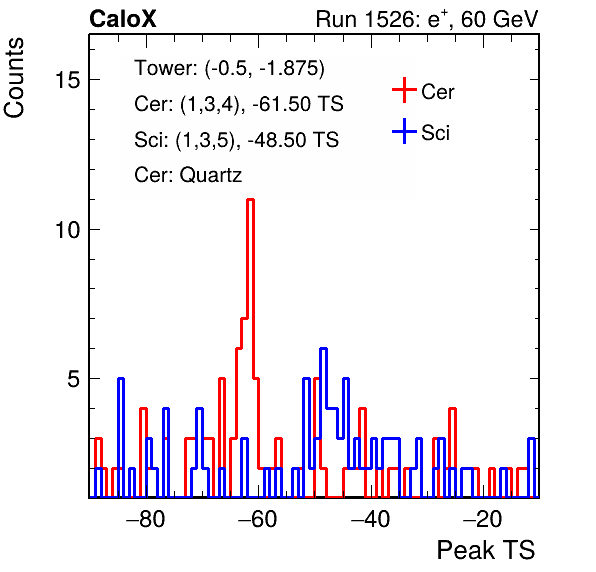 CaloX Run 1526: e⁺, 60 GeV
Counts
Tower: (-0.5, -1.875)
Cer: (1,3,4), -61.50 TS
Sci: (1,3,5), -48.50 TS
Cer: Quartz
Cer
Sci
15
10
5
−80 −60 −40 −20
Peak TS